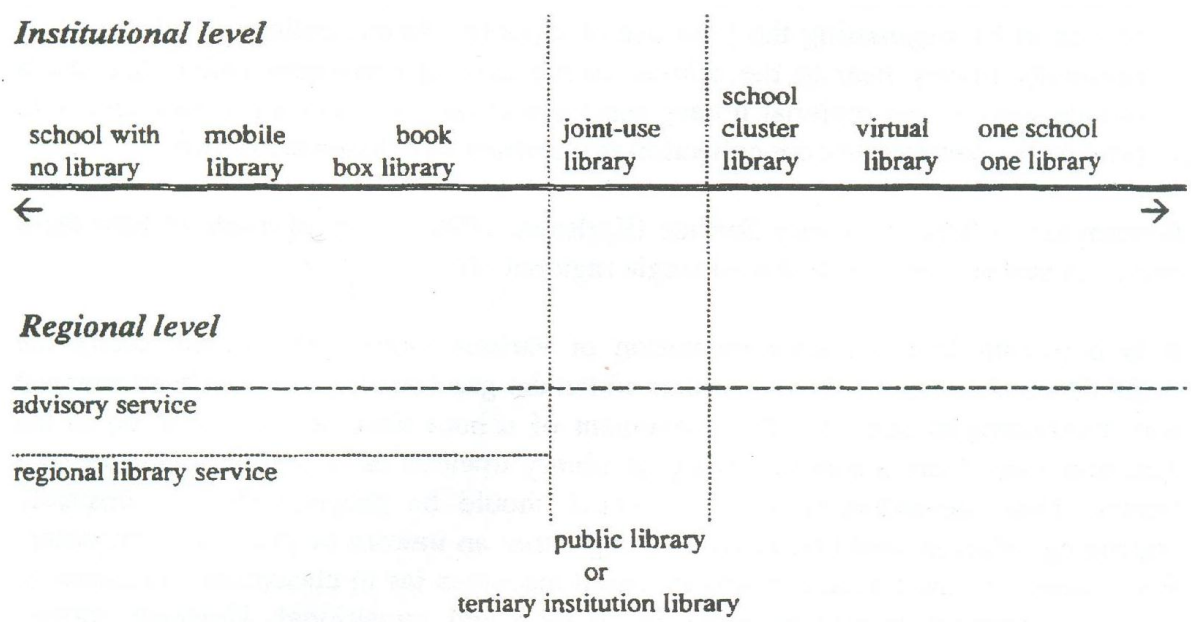 Institutional level
school with
no library
mobile
library
book
box library
joint-use
library
school
cluster
library
virtual
library
one school
one library
Regional level
advisory service
regional library service
public library
or
tertiary institution library